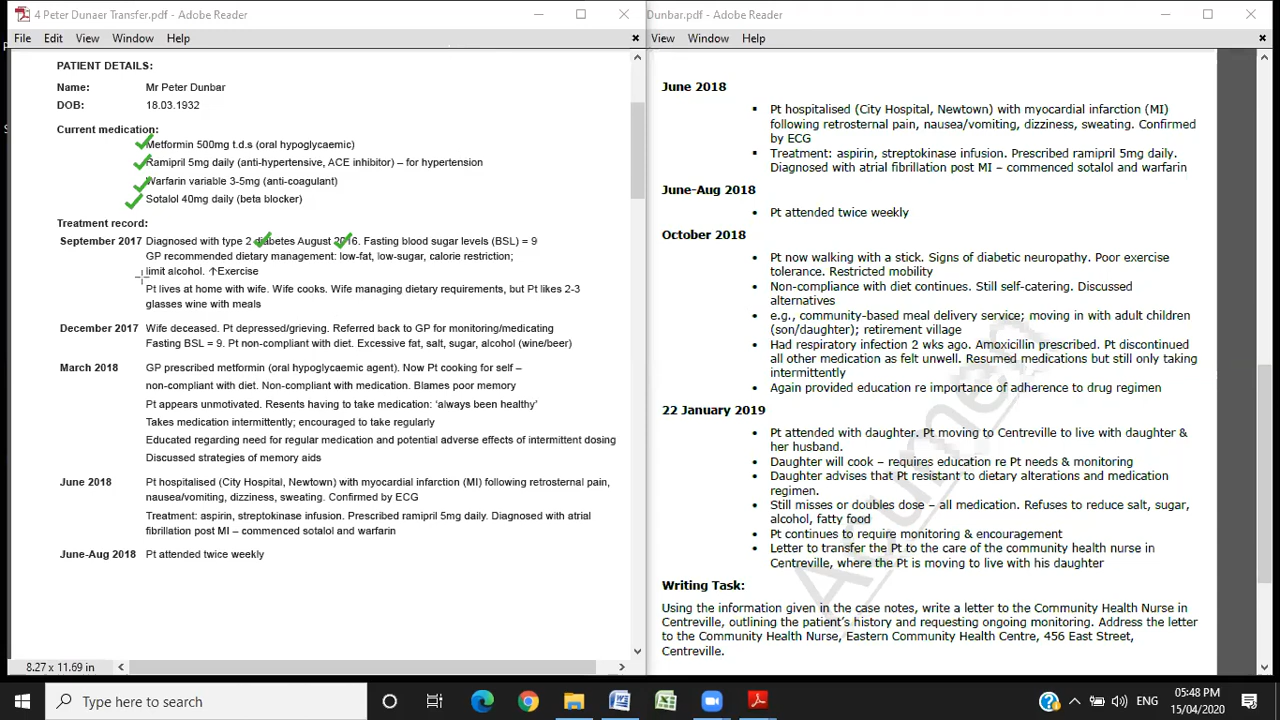 4 Peter Dunaer Transfer.pdf - Adobe Reader
File Edit View Window Help
PATIENT DETAILS:
Name: Mr Peter Dunbar
DOB: 18.03.1932
Current medication:
Metformin 500mg t.d.s (oral hypoglycaemic)
Ramipril 5mg daily (anti-hypertensive, ACE inhibitor) – for hypertension
Warfarin variable 3-5mg (anti-coagulant)
Sotalol 40mg daily (beta blocker)
Treatment record:
September 2017 Diagnosed with type 2 diabetes August 2016. Fasting blood sugar levels (BSL) = 9
GP recommended dietary management: low-fat, low-sugar, calorie restriction;
limit alcohol. ↑Exercise
Pt lives at home with wife. Wife cooks. Wife managing dietary requirements, but Pt likes 2-3
glasses wine with meals
December 2017 Wife deceased. Pt depressed/grieving. Referred back to GP for monitoring/medicating
Fasting BSL = 9. Pt non-compliant with diet. Excessive fat, salt, sugar, alcohol (wine/beer)
March 2018 GP prescribed metformin (oral hypoglycaemic agent). Now Pt cooking for self –
non-compliant with diet. Non-compliant with medication. Blames poor memory
Pt appears unmotivated. Resents having to take medication: ‘always been healthy’
Takes medication intermittently; encouraged to take regularly
Educated regarding need for regular medication and potential adverse effects of intermittent dosing
Discussed strategies of memory aids
June 2018 Pt hospitalised (City Hospital, Newtown) with myocardial infarction (MI) following retrosternal pain,
nausea/vomiting, dizziness, sweating. Confirmed by ECG
Treatment: aspirin, streptokinase infusion. Prescribed ramipril 5mg daily. Diagnosed with atrial
fibrillation post MI – commenced sotalol and warfarin
June-Aug 2018 Pt attended twice weekly
8.27 x 11.69 in
Dunbar.pdf - Adobe Reader
View Window Help
June 2018
▪ Pt hospitalised (City Hospital, Newtown) with myocardial infarction (MI)
following retrosternal pain, nausea/vomiting, dizziness, sweating. Confirmed
by ECG
▪ Treatment: aspirin, streptokinase infusion. Prescribed ramipril 5mg daily.
Diagnosed with atrial fibrillation post MI – commenced sotalol and warfarin
June-Aug 2018
▪ Pt attended twice weekly
October 2018
• Pt now walking with a stick. Signs of diabetic neuropathy. Poor exercise
tolerance. Restricted mobility
• Non-compliance with diet continues. Still self-catering. Discussed
alternatives
• e.g., community-based meal delivery service; moving in with adult children
(son/daughter); retirement village
• Had respiratory infection 2 wks ago. Amoxicillin prescribed. Pt discontinued
all other medication as felt unwell. Resumed medications but still only taking
intermittently
• Again provided education re importance of adherence to drug regimen
22 January 2019
• Pt attended with daughter. Pt moving to Centreville to live with daughter &
her husband.
• Daughter will cook – requires education re Pt needs & monitoring
• Daughter advises that Pt resistant to dietary alterations and medication
regimen.
• Still misses or doubles dose – all medication. Refuses to reduce salt, sugar,
alcohol, fatty food
• Pt continues to require monitoring & encouragement
• Letter to transfer the Pt to the care of the community health nurse in
Centreville, where the Pt is moving to live with his daughter
Writing Task:
Using the information given in the case notes, write a letter to the Community Health Nurse in
Centreville, outlining the patient’s history and requesting ongoing monitoring. Address the letter
to the Community Health Nurse, Eastern Community Health Centre, 456 East Street,
Centreville.
Acumen
Type here to search
ENG
05:48 PM
15/04/2020